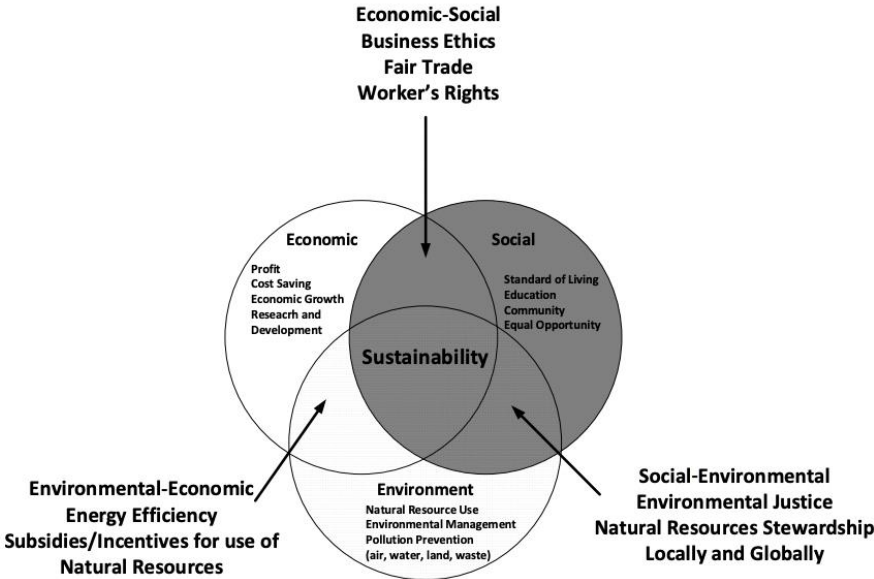 Economic-Social
Business Ethics
Fair Trade
Worker's Rights
Economic
Profit
Cost Saving
Economic Growth
Reseacrh and
Development
Social
Standard of Living
Education
Community
Equal Opportunity
Sustainability
Environmental-Economic
Energy Efficiency
Subsidies/Incentives for use of
Natural Resources
Environment
Natural Resource Use
Environmental Management
Pollution Prevention
(air, water, land, waste)
Social-Environmental
Environmental Justice
Natural Resources Stewardship
Locally and Globally